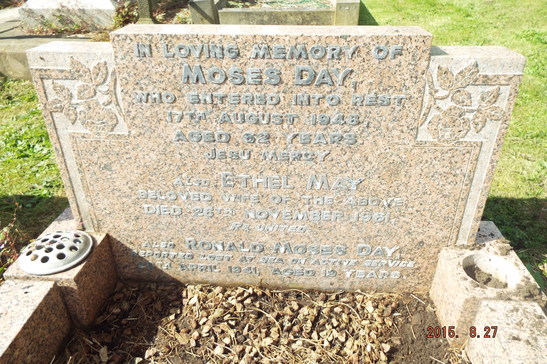 IN LOVING MEMORY OF
MOSES DAY,
WHO ENTERED INTO REST
17TH AUGUST 1948,
AGED 62 YEARS.
JESU MERCY.
ALSO ETHEL MAY
BELOVED WIFE OF THE ABOVE
DIED 26TH NOVEMBER 1981.
RE-UNITED.
ALSO RONALD MOSES DAY,
REPORTED LOST AT SEA ON ACTIVE SERVICE
APRIL 1941, AGED 19 YEARS.
2015. 8.27